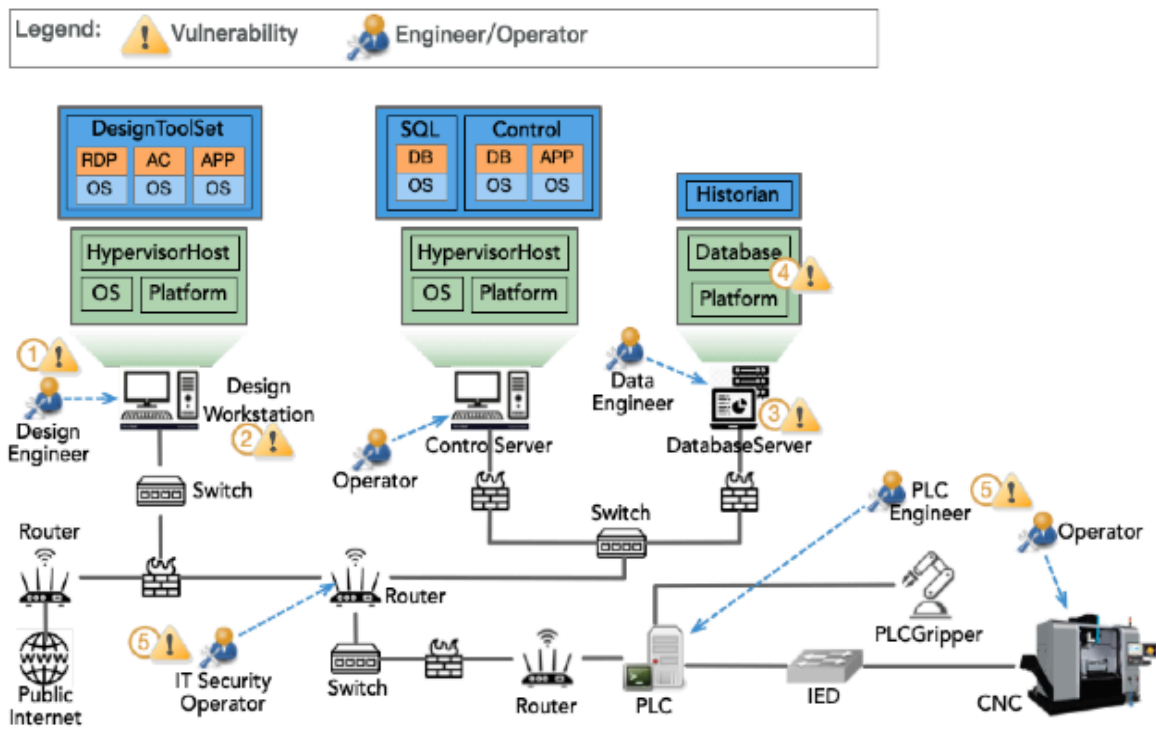 Legend:
Vulnerability
Engineer/Operator
DesignToolSet
RDP AC APP
OS OS OS
SQL Control
DB DB APP
OS OS OS
Historian
HypervisorHost
OS Platform
HypervisorHost
OS Platform
Database
4
Platform
1
Design
Engineer
Design
Workstation
2
Operator
ControServer
Data
Engineer
3
DatabaseServer
Switch
Switch
PLC
Engineer
5
Operator
Router
Router
PLCGripper
WWW
Public
Internet
5
IT Security
Operator
Switch
Router
PLC
IED
CNC